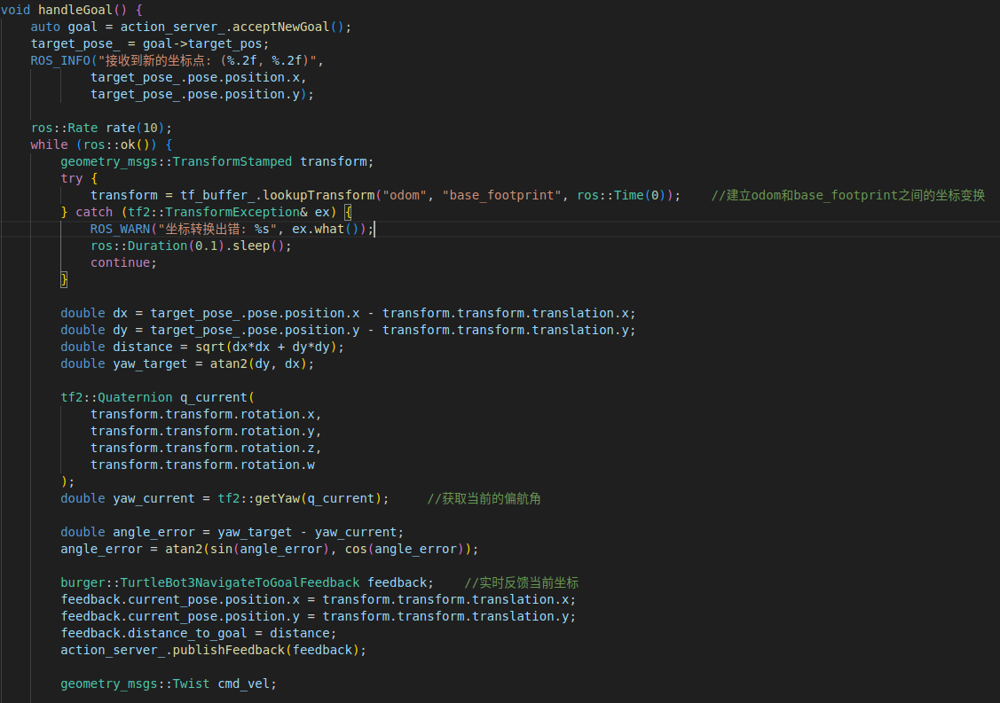 void handleGoal() {
auto goal = action_server_.acceptNewGoal();
target_pose_ = goal->target_pos;
ROS_INFO("接收到新的坐标点: (%.2f, %.2f)",
target_pose_.pose.position.x,
target_pose_.pose.position.y);
ros::Rate rate(10);
while (ros::ok()) {
geometry_msgs::TransformStamped transform;
try {
transform = tf_buffer_.lookupTransform("odom", "base_footprint", ros::Time(0));    //建立odom和base_footprint之间的坐标变换
} catch (tf2::TransformException& ex) {
ROS_WARN("坐标转换出错: %s", ex.what());
ros::Duration(0.1).sleep();
continue;
}
double dx = target_pose_.pose.position.x - transform.transform.translation.x;
double dy = target_pose_.pose.position.y - transform.transform.translation.y;
double distance = sqrt(dx*dx + dy*dy);
double yaw_target = atan2(dy, dx);
tf2::Quaternion q_current(
transform.transform.rotation.x,
transform.transform.rotation.y,
transform.transform.rotation.z,
transform.transform.rotation.w
);
double yaw_current = tf2::getYaw(q_current);     //获取当前的偏航角
double angle_error = yaw_target - yaw_current;
angle_error = atan2(sin(angle_error), cos(angle_error));
burger::TurtleBot3NavigateToGoalFeedback feedback;    //实时反馈当前坐标
feedback.current_pose.position.x = transform.transform.translation.x;
feedback.current_pose.position.y = transform.transform.translation.y;
feedback.distance_to_goal = distance;
action_server_.publishFeedback(feedback);
geometry_msgs::Twist cmd_vel;